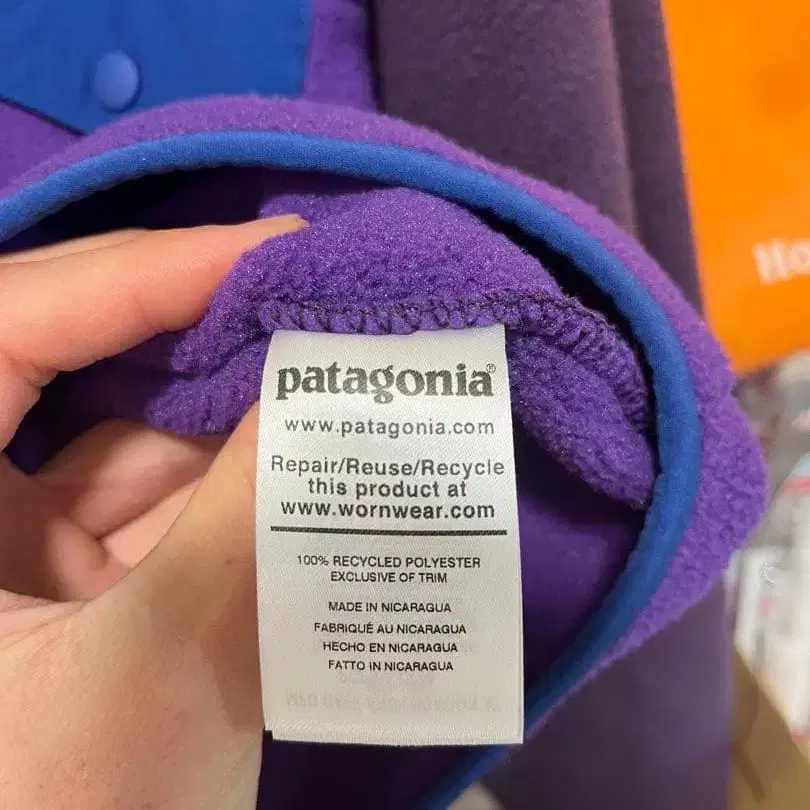 patagonia®
www.patagonia.com
Repair/Reuse/Recycle
this product at
www.wornwear.com
100% RECYCLED POLYESTER
EXCLUSIVE OF TRIM
MADE IN NICARAGUA
FABRIQUÉ AU NICARAGUA
HECHO EN NICARAGUA
FATTO IN NICARAGUA